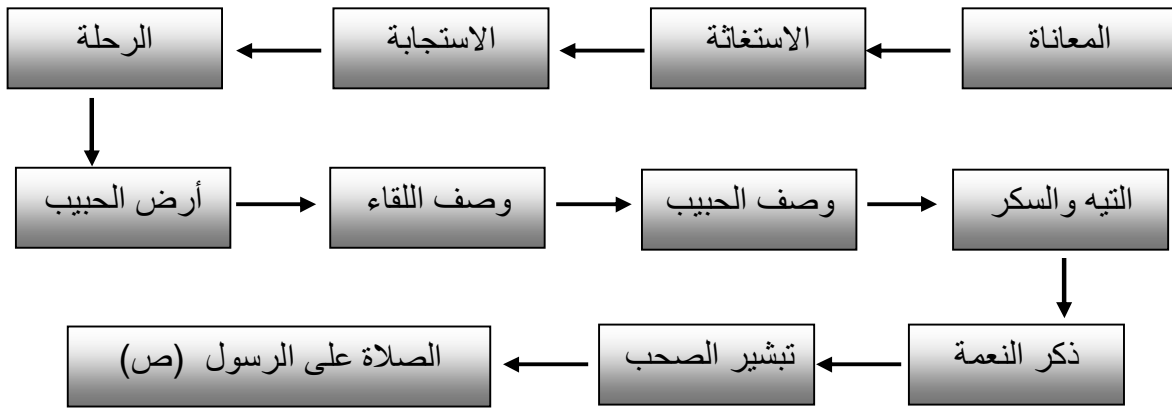 المعاناة
الاستغاثة
الاستجابة
الرحلة
أرض الحبيب
وصف اللقاء
وصف الحبيب
التيه والسكر
ذكر النعمة
تبشير الصحب
الصلاة على الرسول (ص)